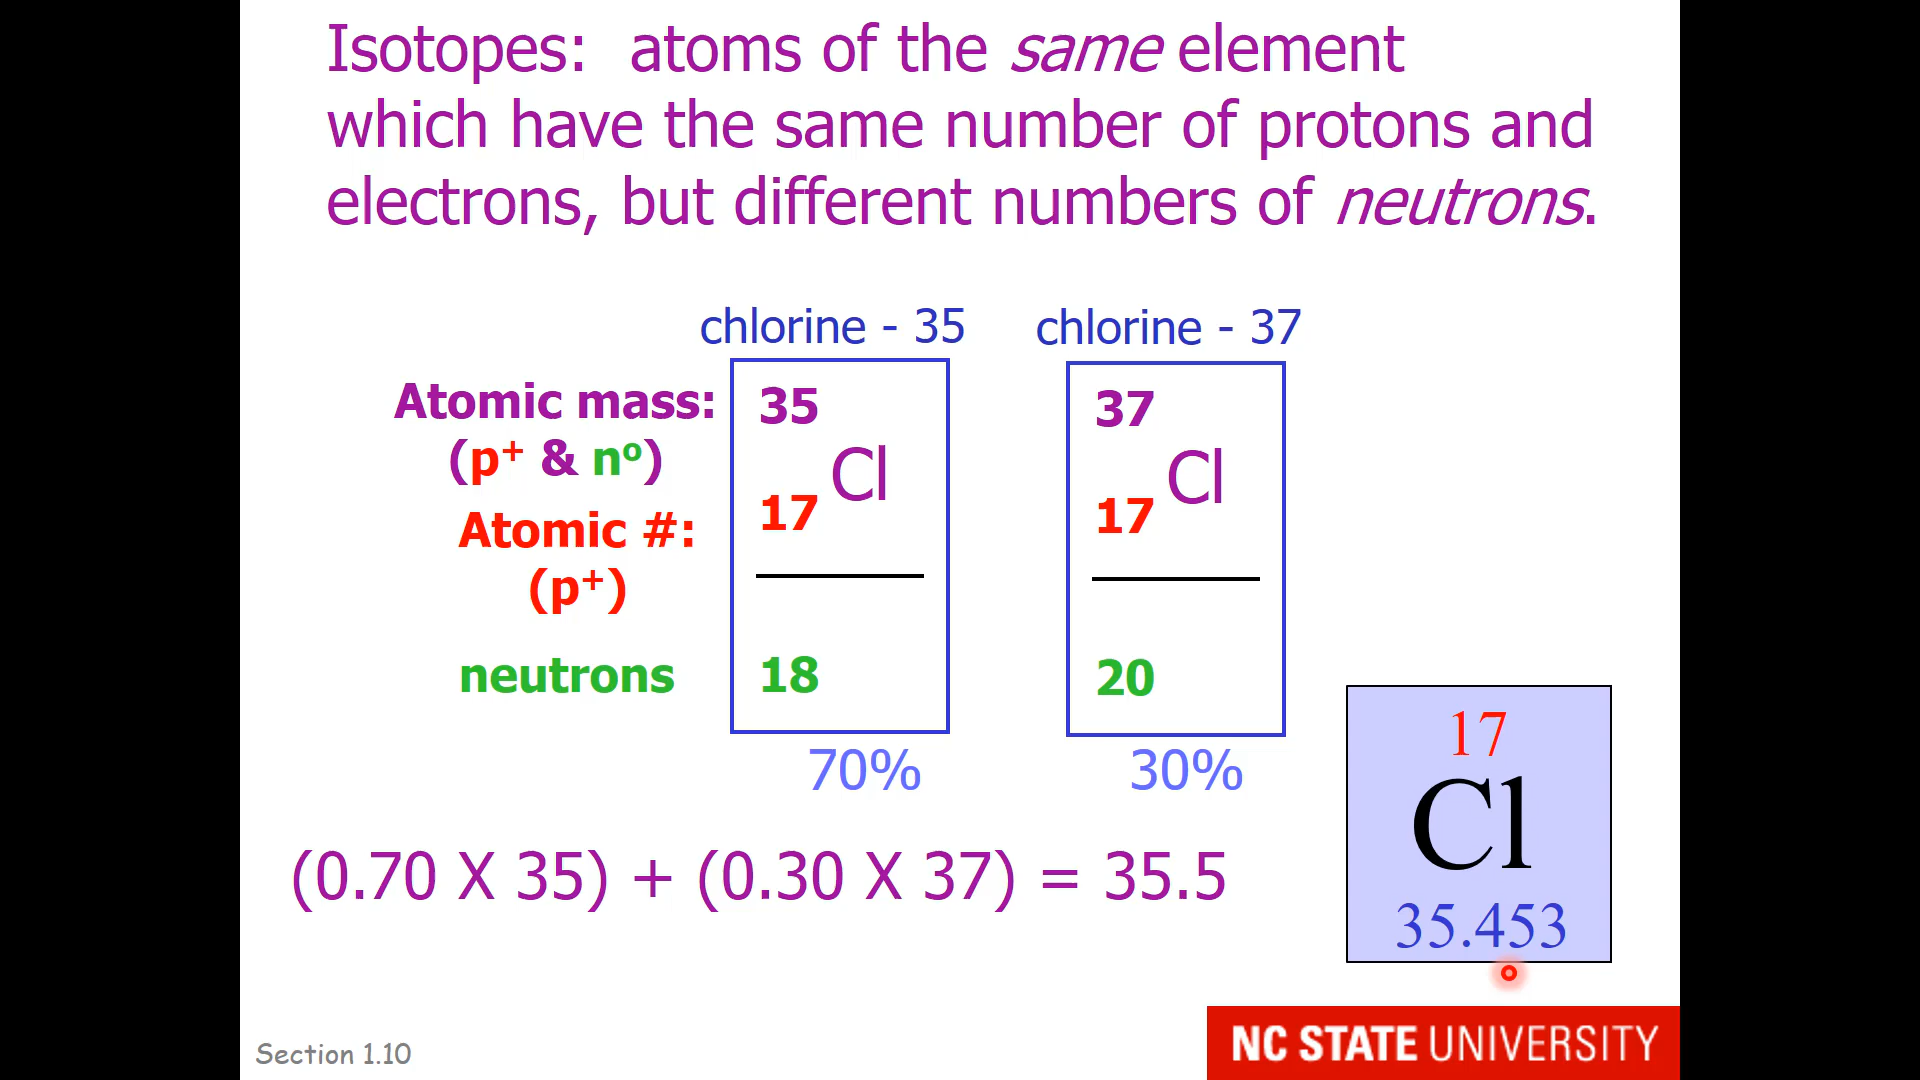 Isotopes: atoms of the same element
which have the same number of protons and
electrons, but different numbers of neutrons.
chlorine - 35
chlorine - 37
Atomic mass:
(p⁺ & nº)
Atomic #:
(p⁺)
neutrons
35
17 Cl
18
70%
37
17 Cl
20
30%
(0.70 X 35) + (0.30 X 37) = 35.5
17
Cl
35.453
Section 1.10
NC STATE UNIVERSITY